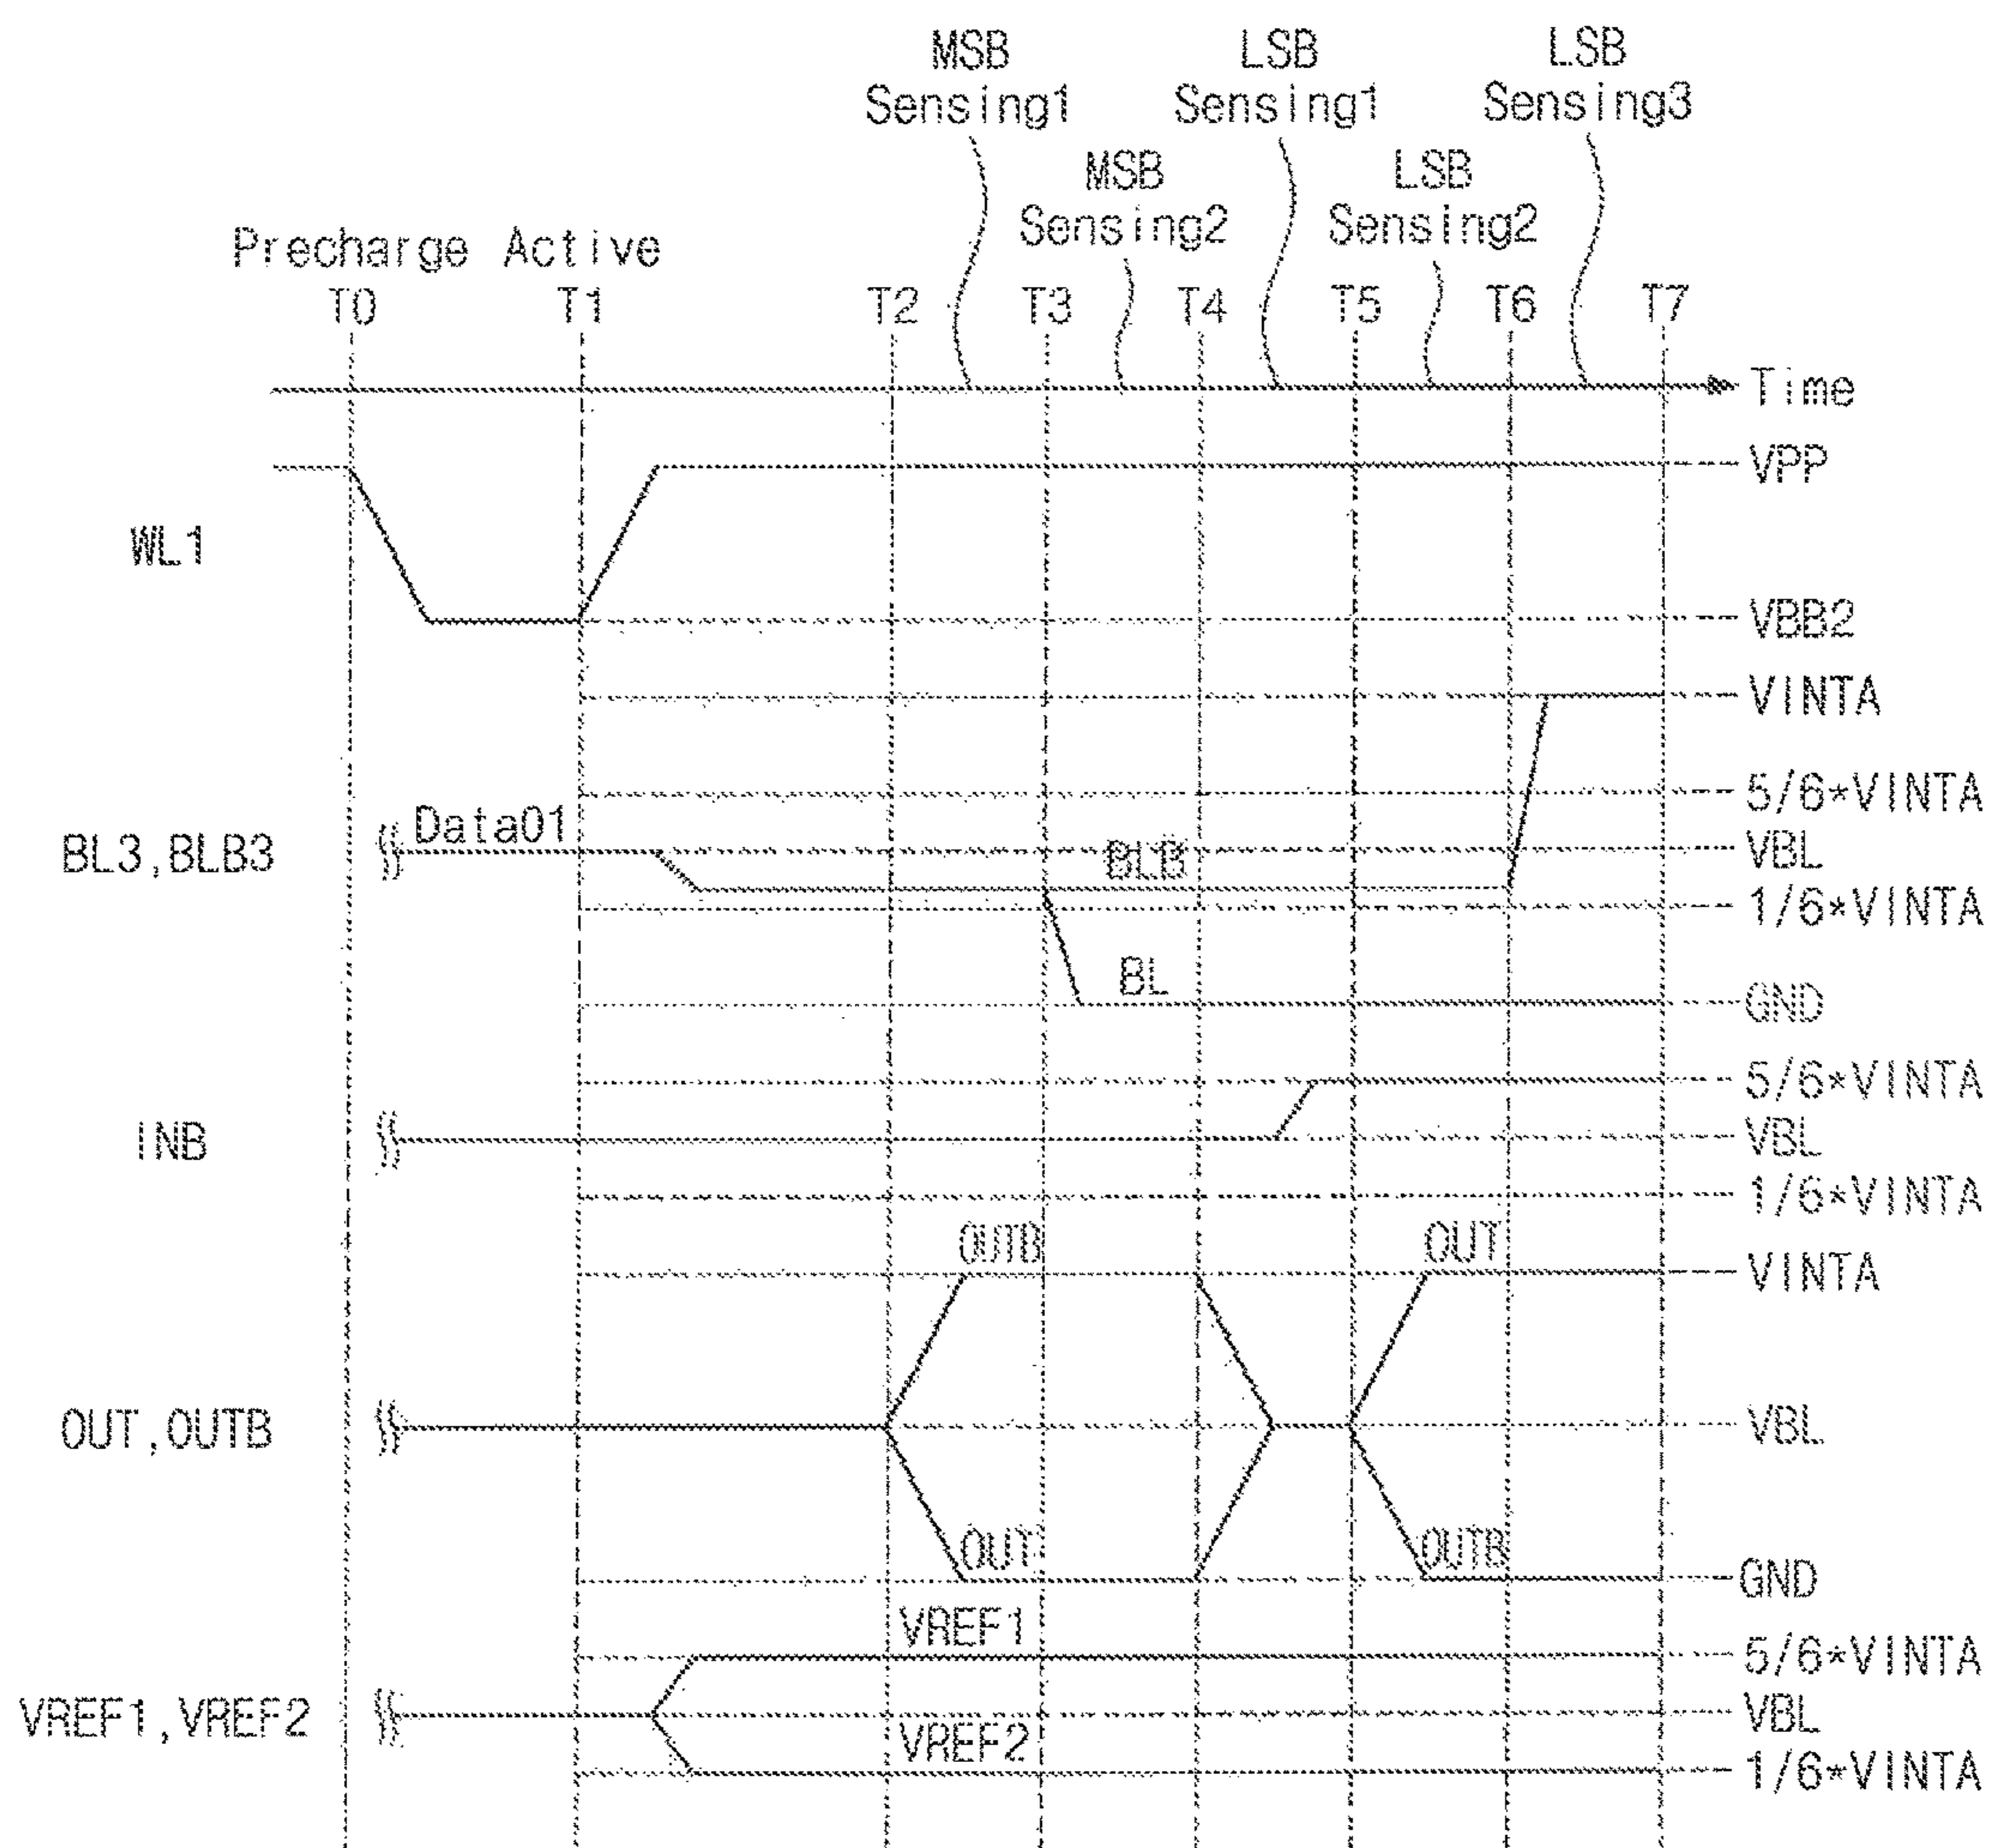 MSB
Sensing1
LSB
Sensing1
LSB
Sensing3
MSB
Sensing2
LSB
Sensing2
Precharge Active
T0 T1 T2 T3 T4 T5 T6 T7
Time
WL1
VPP
VBB2
BL3,BLB3
Data01
BLB
BL
VINTA
5/6*VINTA
VBL
1/6*VINTA
GND
INB
5/6*VINTA
VBL
1/6*VINTA
OUT,OUTB
OUTB
OUT
OUT
OUTB
VINTA
VBL
GND
VREF1,VREF2
VREF1
VREF2
5/6*VINTA
VBL
1/6*VINTA